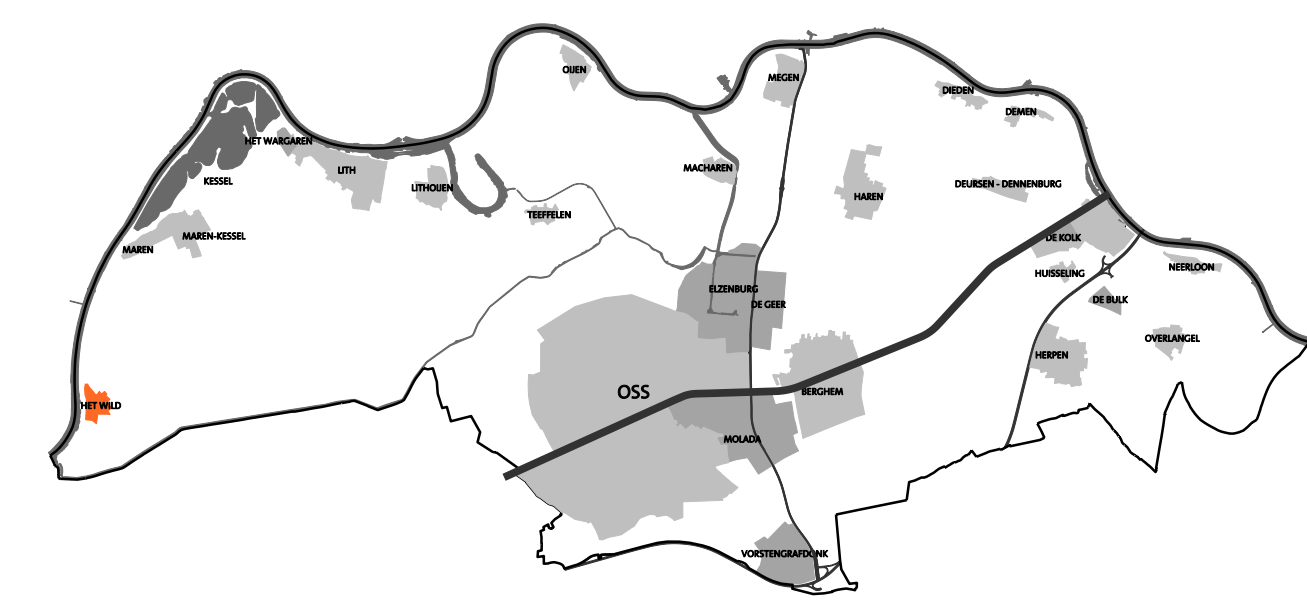 OIJEN
MEGEN
DIEDEN
DEMEN
HET WARGAREN
LITH
MACHAREN
KESSEL
LITHOIJEN
DEURSEN - DENNENBURG
HAREN
TEEFFELEN
MAREN-KESSEL
DE KOLK
MAREN
NEERLOON
HUISSELING
ELZENBURG
DE GEER
DE BULK
OVERLANGEL
HERPEN
OSS
BERGHEM
HET WILD
MOLADA
VORSTENGRAFDONK